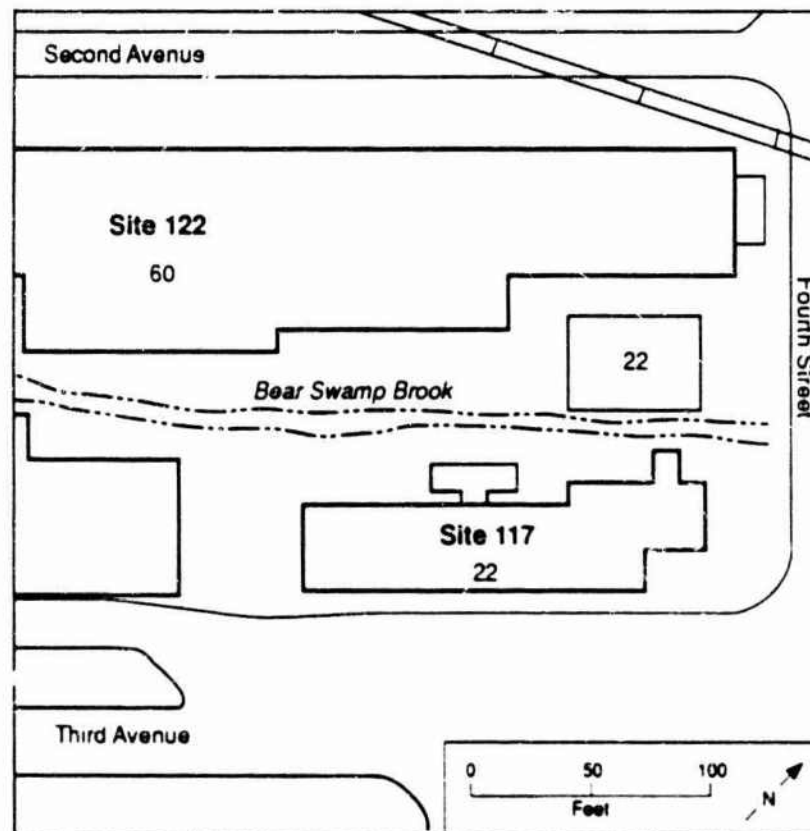 Second Avenue
Site 122
60
Fourth Street
22
Bear Swamp Brook
Site 117
22
Third Avenue
0 50 100
Feet
N